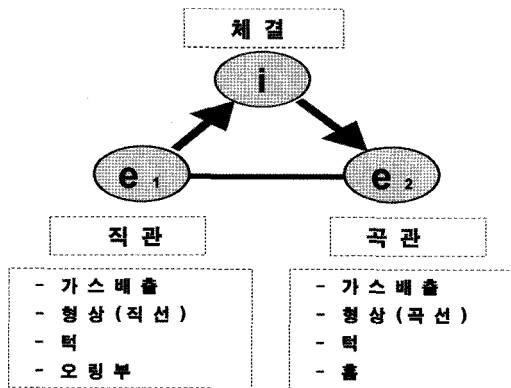 체 결
i
e 1
e 2
직 관
곡 관
- 가 스 배 출
- 형 상 ( 직 선 )
- 턱
- 오 링 부
- 가 스 배 출
- 형 상 ( 곡 선 )
- 턱
- 홈